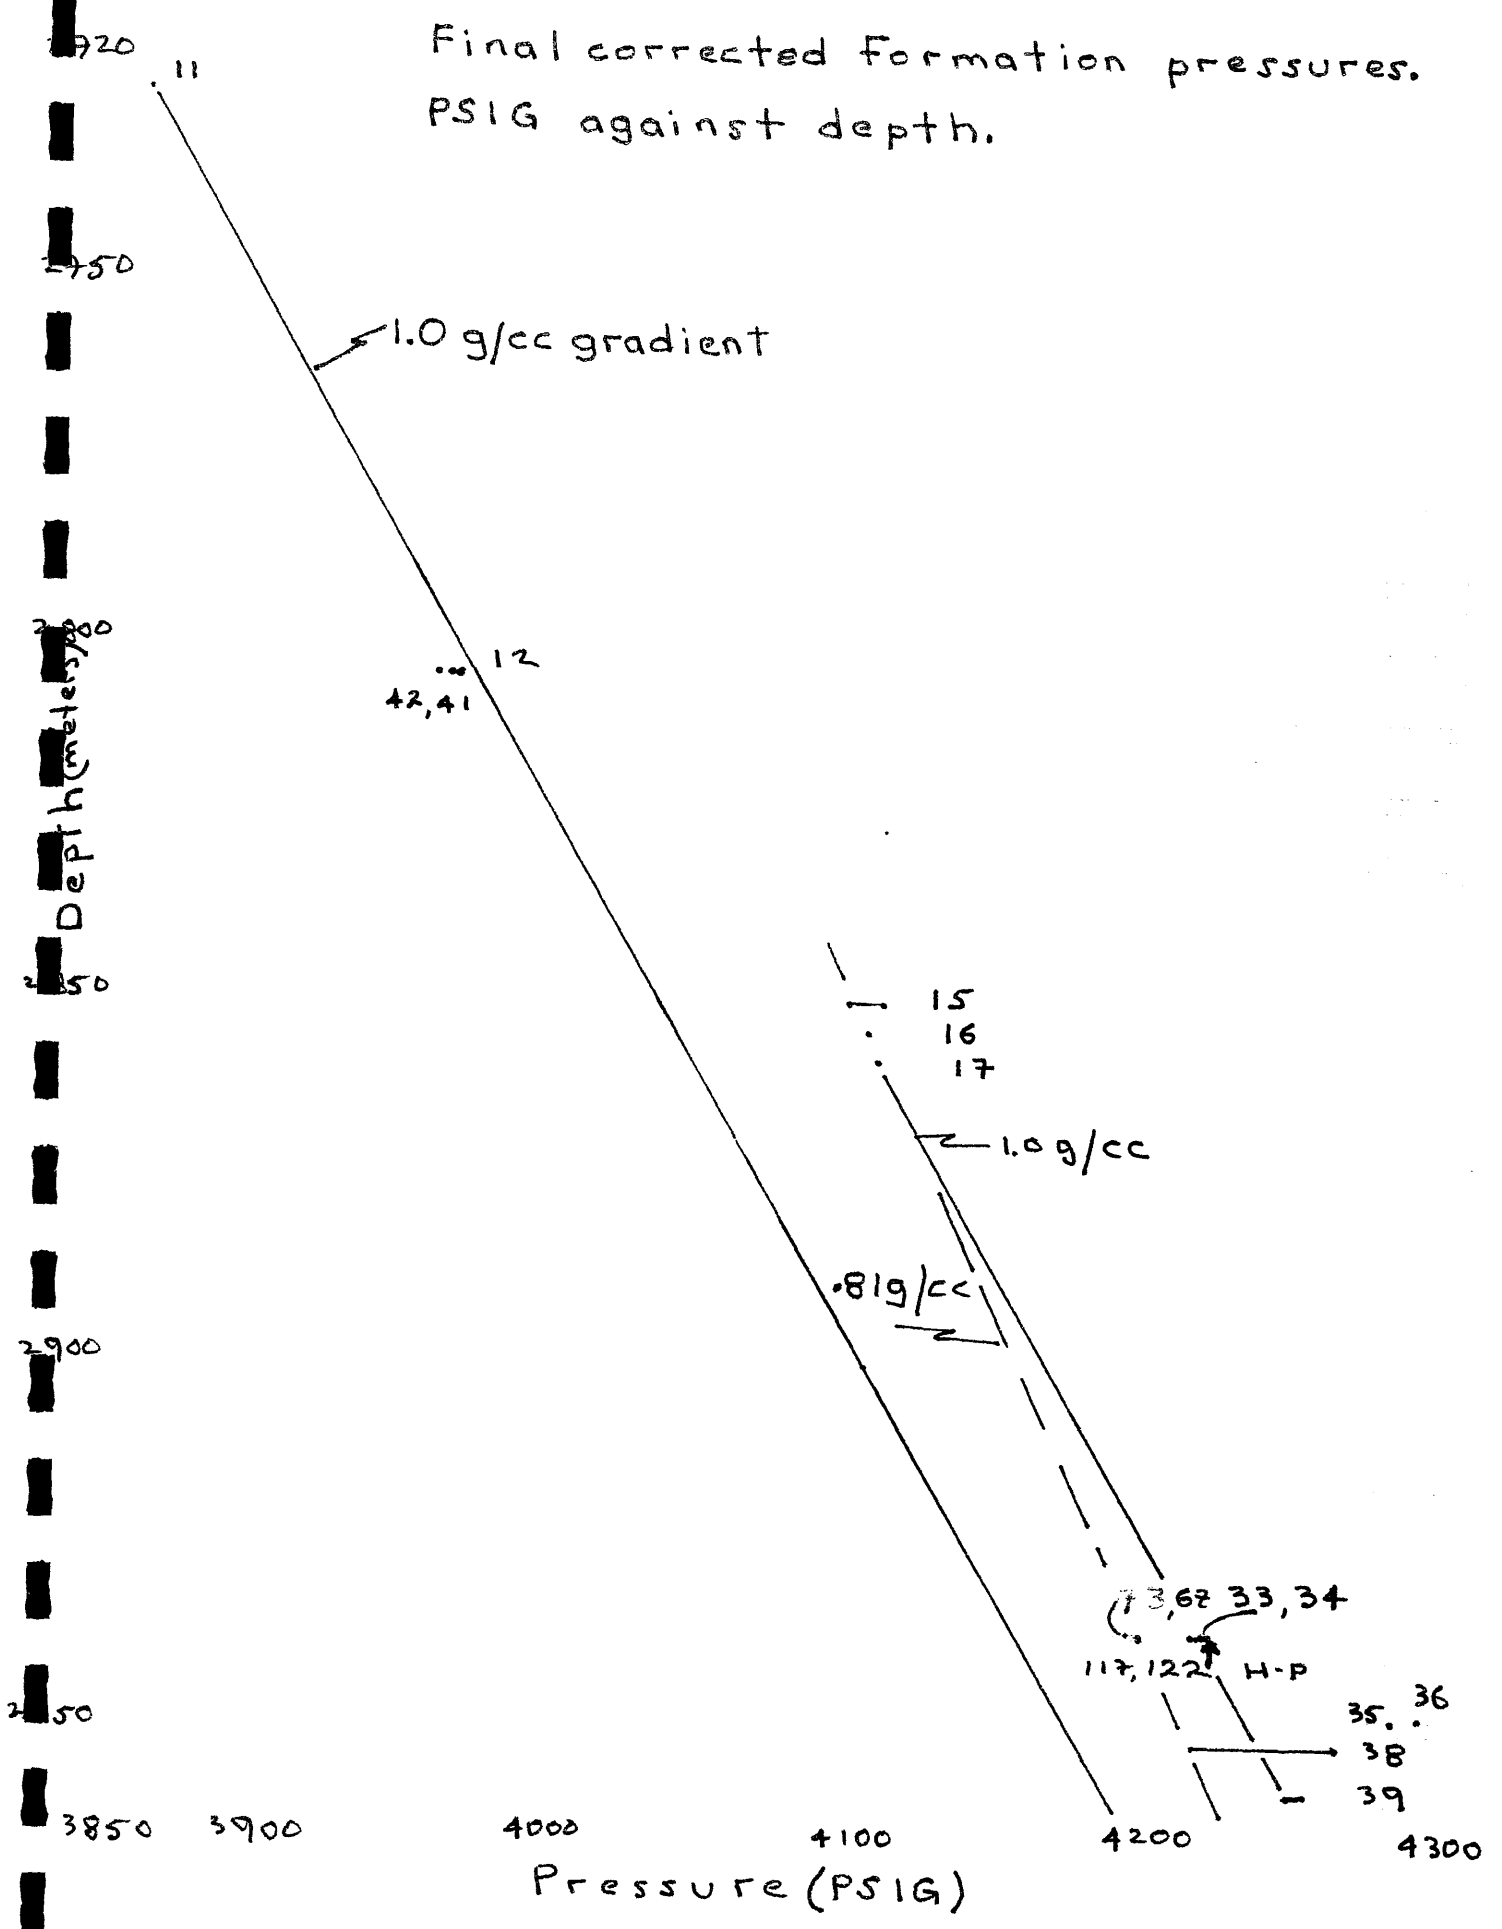 Final corrected formation pressures.
PSIG against depth.
11
2750
1.0 g/cc gradient
12
42,41
Depth (meters)
15
16
17
1.0 g/cc
.81g/cc
2900
73,62 33,34
117,122 H-P
35. .36
38
39
3850 3900 4000 4100 4200 4300
Pressure (PSIG)